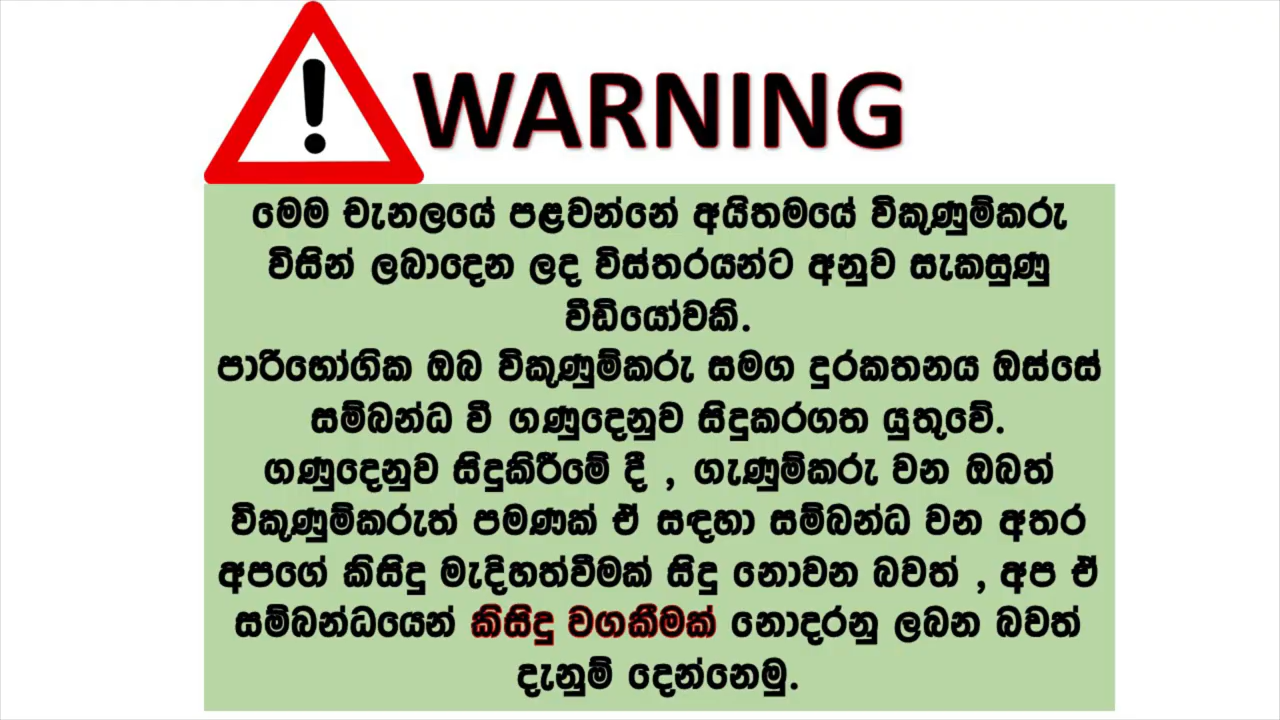 WARNING
මෙම චැනලයේ පළවන්නේ අයිතමයේ විකුණුම්කරු
විසින් ලබාදෙන ලද විස්තරයන්ට අනුව සැකසුණු
වීඩියෝවකි.
පාරිභෝගික ඔබ විකුණුම්කරු සමග දුරකතනය ඔස්සේ
සම්බන්ධ වී ගණුදෙනුව සිදුකරගත යුතුවේ.
ගණුදෙනුව සිදුකිරීමේ දී , ගැණුම්කරු වන ඔබත්
විකුණුම්කරුත් පමණක් ඒ සඳහා සම්බන්ධ වන අතර
අපගේ කිසිදු මැදිහත්වීමක් සිදු නොවන බවත් , අප ඒ
සම්බන්ධයෙන් කිසිදු වගකීමක් නොදරනු ලබන බවත්
දැනුම් දෙන්නෙමු.